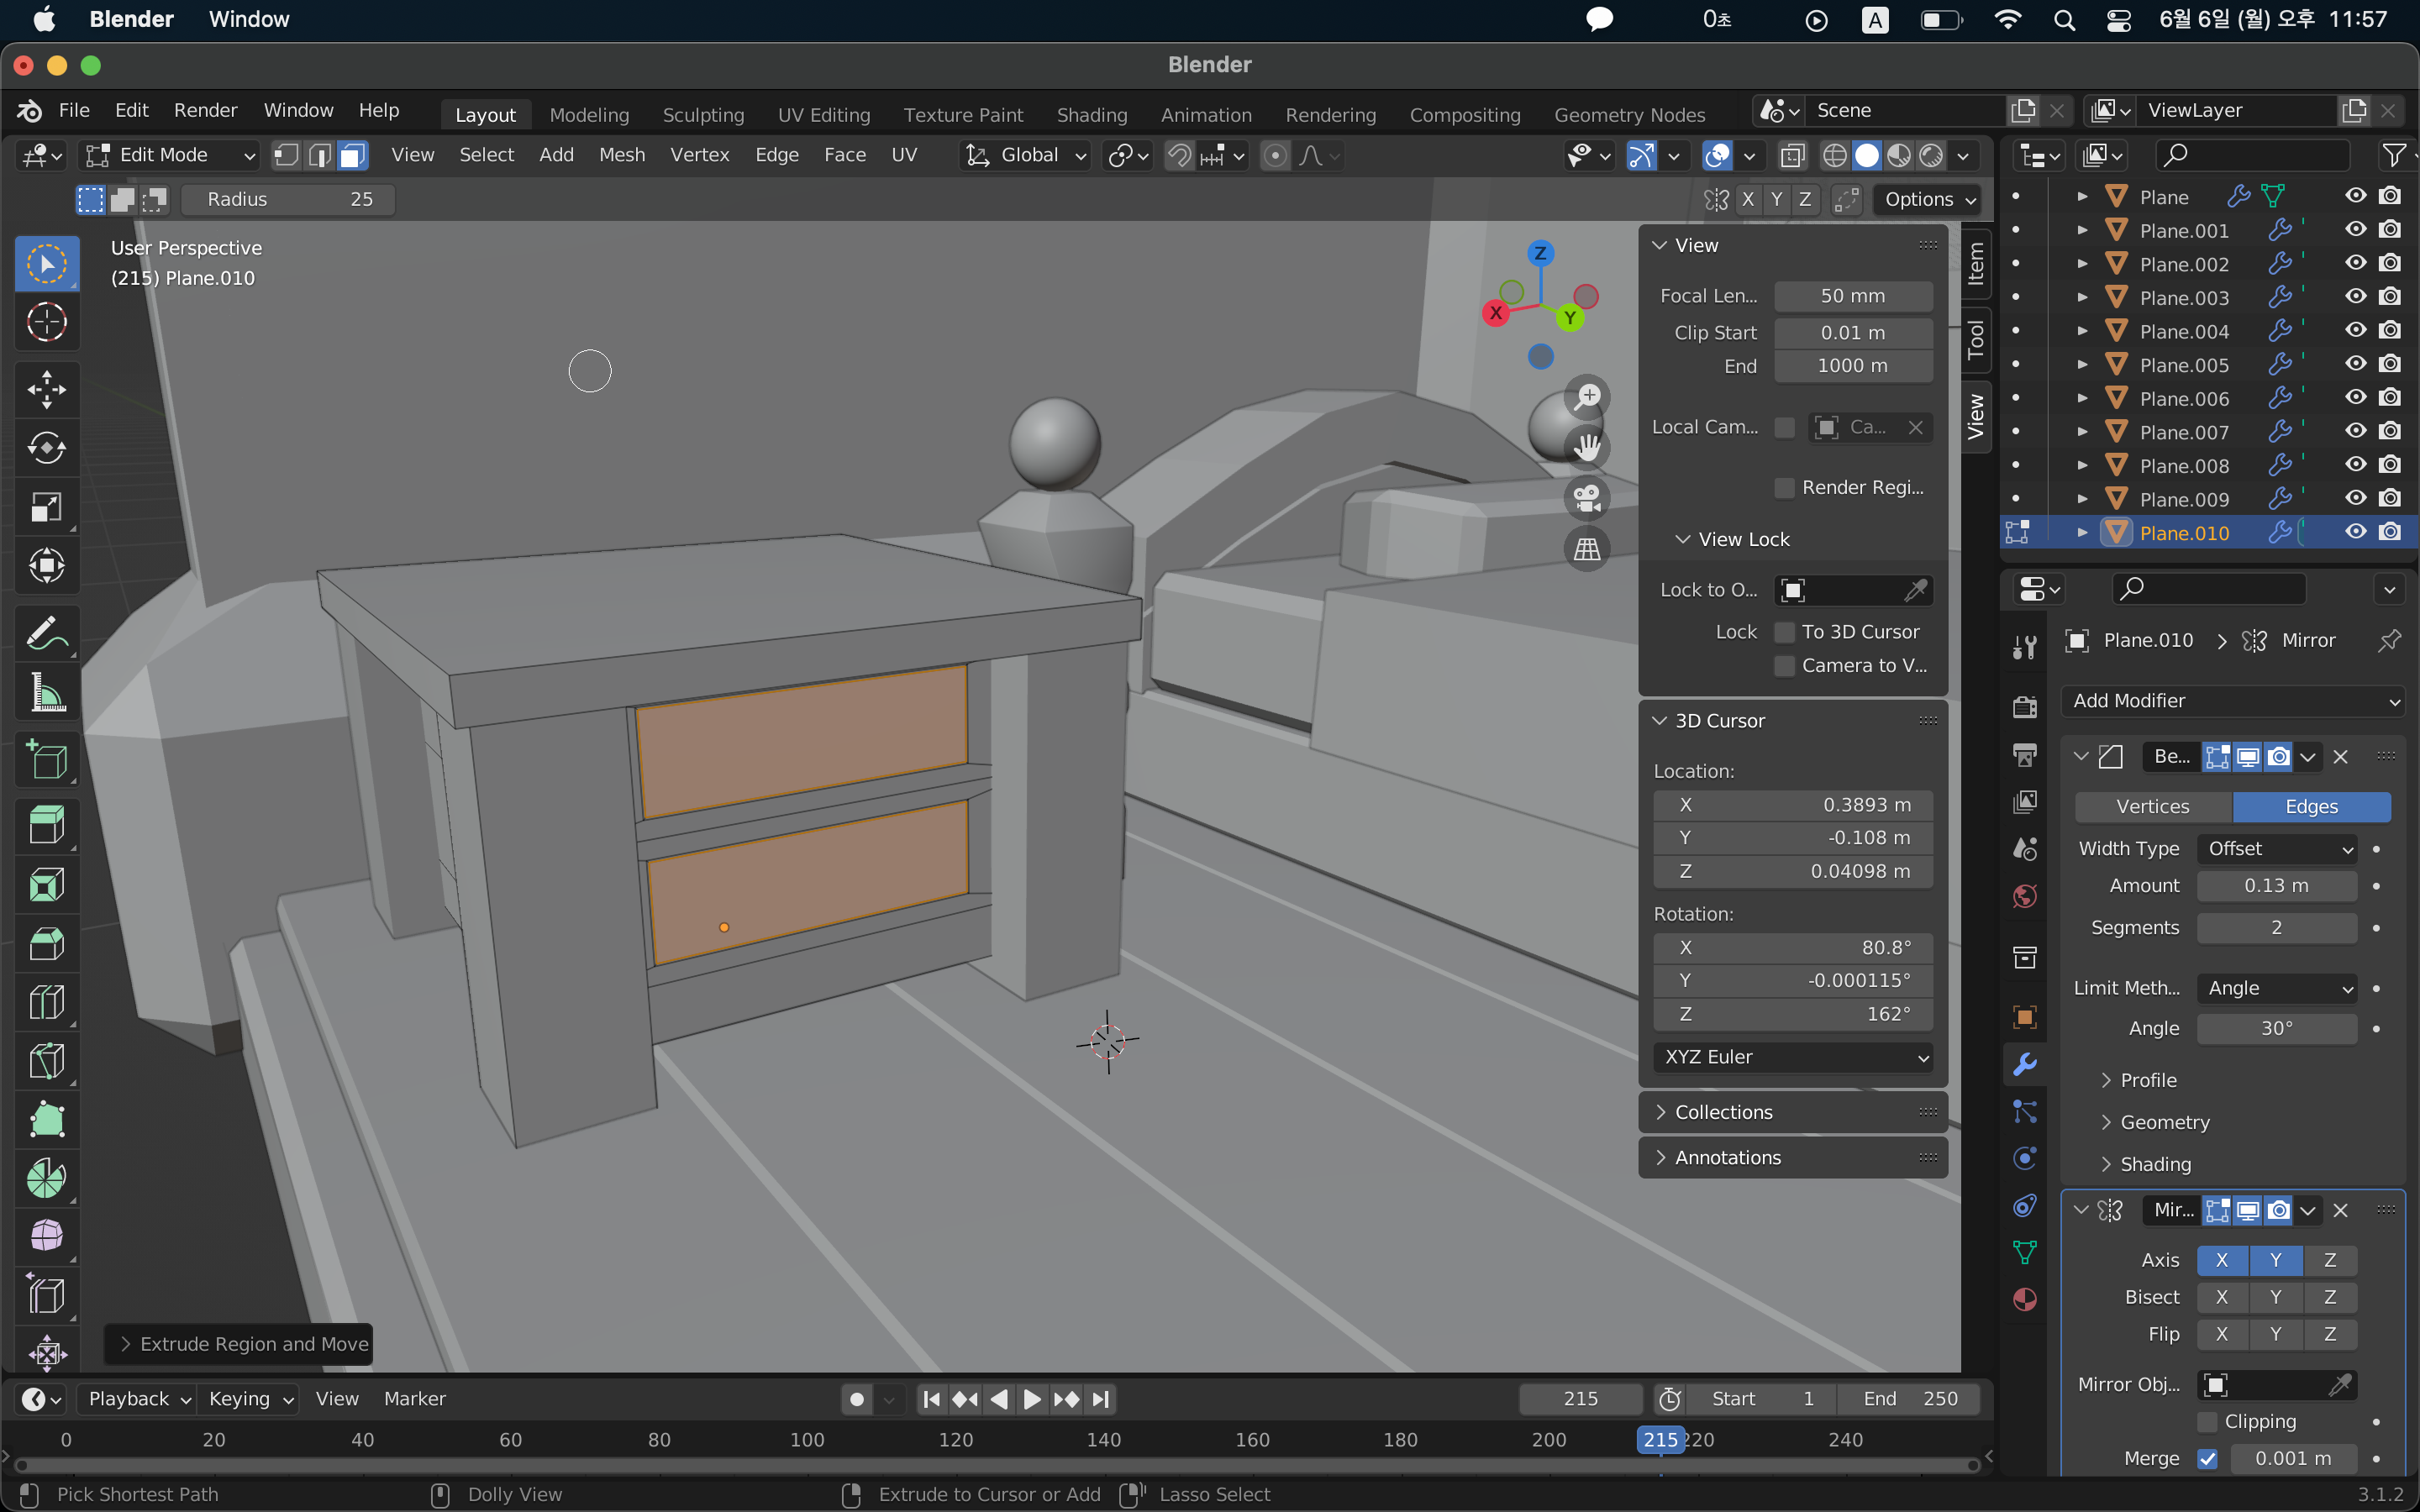 Blender Window 0초 A 6월 6일 (월) 오후 11:57
Blender
File Edit Render Window Help Layout Modeling Sculpting UV Editing Texture Paint Shading Animation Rendering Compositing Geometry Nodes Scene ViewLayer
Edit Mode View Select Add Mesh Vertex Edge Face UV Global
Radius 25 X Y Z Options
User Perspective
(215) Plane.010
Z
X
Y
View
Focal Len... 50 mm
Clip Start 0.01 m
End 1000 m
Local Cam... Ca...
Render Regi...
View Lock
Lock to O...
Lock To 3D Cursor
Camera to V...
3D Cursor
Location:
X 0.3893 m
Y -0.108 m
Z 0.04098 m
Rotation:
X 80.8°
Y -0.000115°
Z 162°
XYZ Euler
Collections
Annotations
Item
Tool
View
Plane
Plane.001
Plane.002
Plane.003
Plane.004
Plane.005
Plane.006
Plane.007
Plane.008
Plane.009
Plane.010
Plane.010 Mirror
Add Modifier
Be...
Vertices Edges
Width Type Offset
Amount 0.13 m
Segments 2
Limit Meth... Angle
Angle 30°
Profile
Geometry
Shading
Mir...
Axis X Y Z
Bisect X Y Z
Flip X Y Z
Mirror Obj...
Clipping
Merge 0.001 m
Extrude Region and Move
Playback Keying View Marker 215 Start 1 End 250
0 20 40 60 80 100 120 140 160 180 200 215 220 240
Pick Shortest Path Dolly View Extrude to Cursor or Add Lasso Select 3.1.2